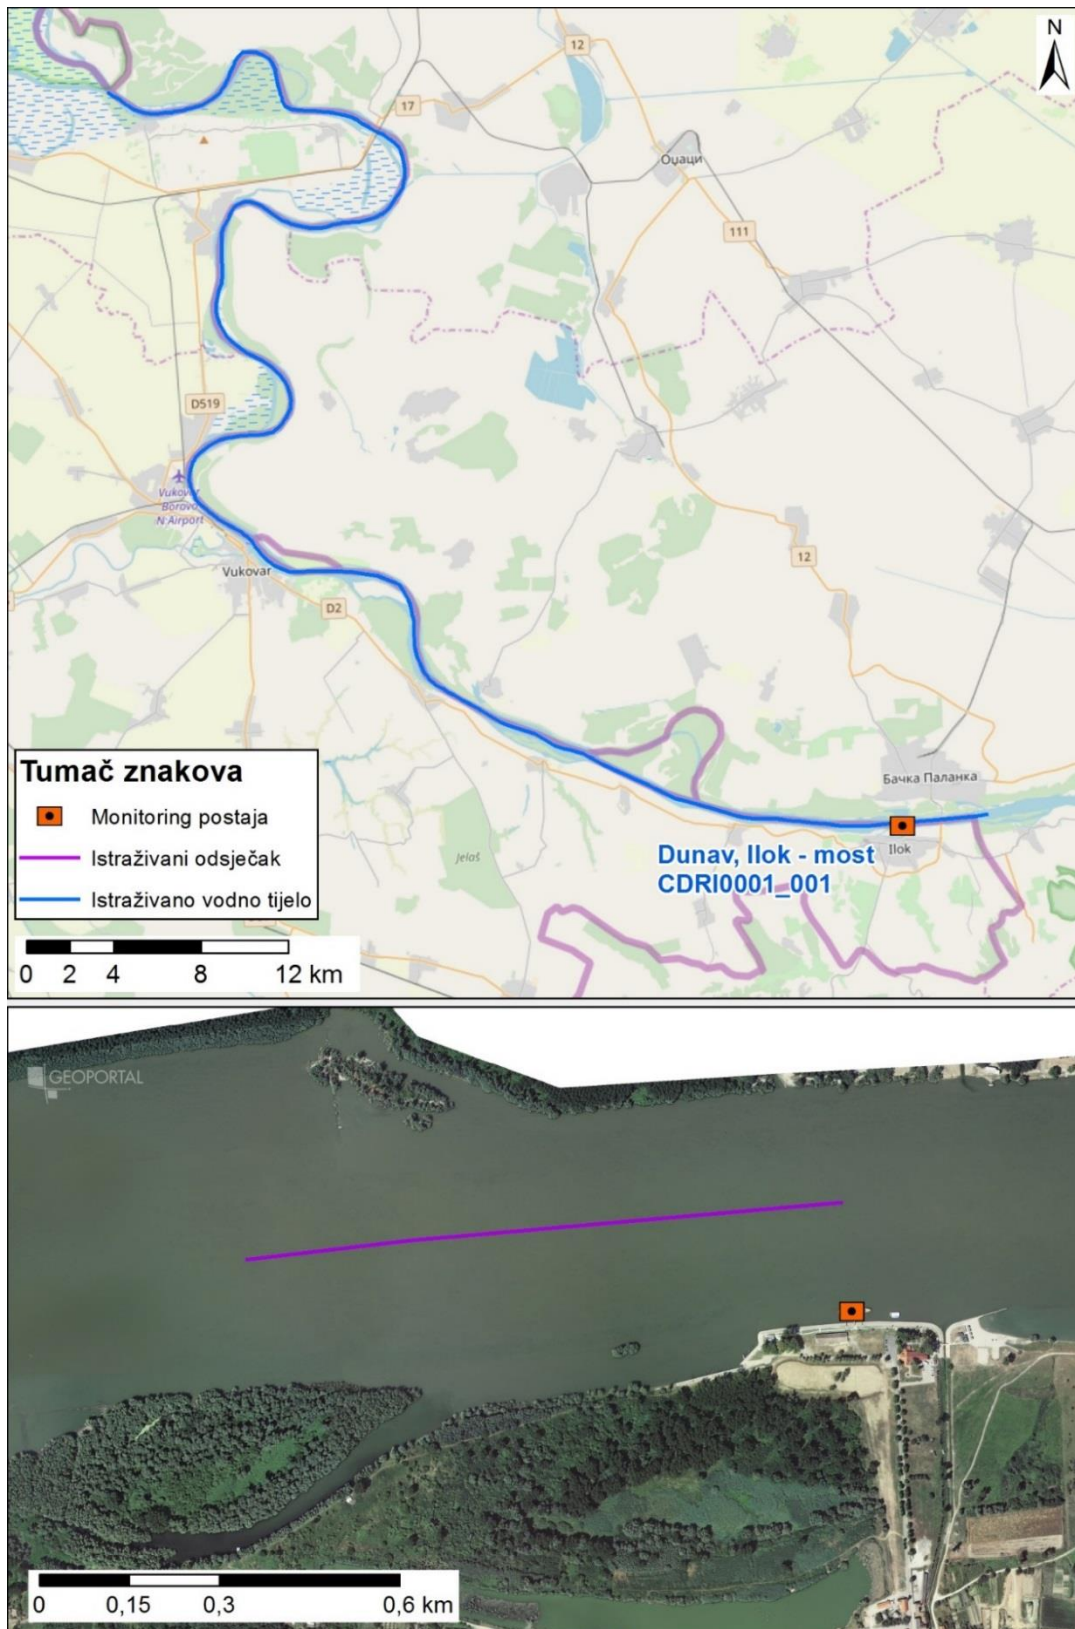 N
12
17
Оџаци
111
D519
Vukovar
Borovo
N Airport
12
Vukovar
D2
Tumač znakova
Monitoring postaja
Istraživani odsječak
Istraživano vodno tijelo
0 2 4 8 12 km
Jelaš
Бачка Паланка
Ilok
Dunav, Ilok - most
CDRI0001_001
GEOPORTAL
0 0,15 0,3 0,6 km